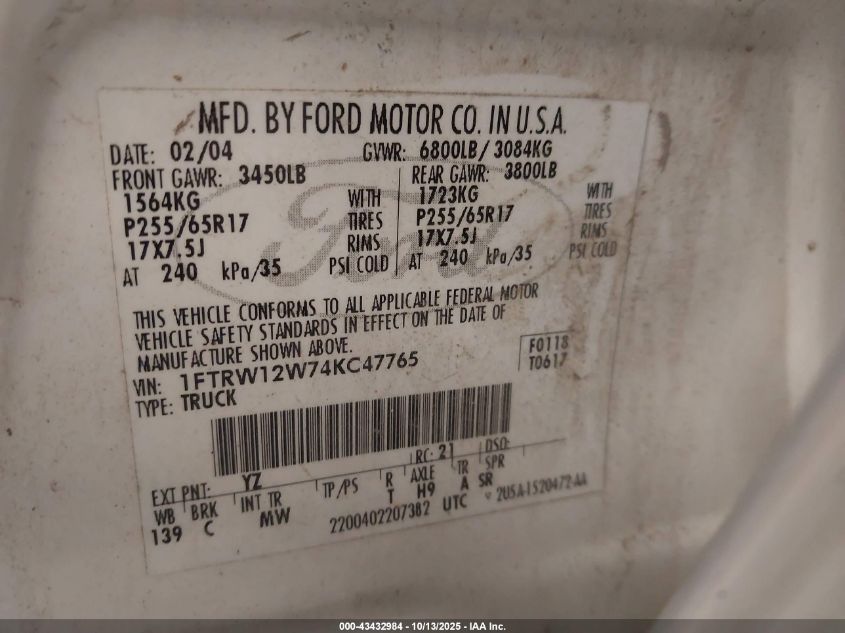 MFD. BY FORD MOTOR CO. IN U.S.A.
DATE: 02/04 GVWR: 6800LB/ 3084KG
FRONT GAWR: 3450LB REAR GAWR: 3800LB
1564KG WITH 1723KG WITH
P255/65R17 TIRES P255/65R17 TIRES
17X7.5J RIMS 17X7.5J RIMS
AT 240 kPa/35 PSI COLD AT 240 kPa/35 PSI COLD
Ford
THIS VEHICLE CONFORMS TO ALL APPLICABLE FEDERAL MOTOR
VEHICLE SAFETY STANDARDS IN EFFECT ON THE DATE OF
MANUFACTURE SHOWN ABOVE.
F0118
VIN: 1FTRW12W74KC47765 T0617
TYPE: TRUCK
EXT PNT: YZ RC: 21 DSO:
WB BRK INT TR TP/PS R AXLE TR SPR
139 C MW T H9 A SR
2200402207382 UTC 2U5A-1520472-AA
000-43432984 - 10/13/2025 - IAA Inc.